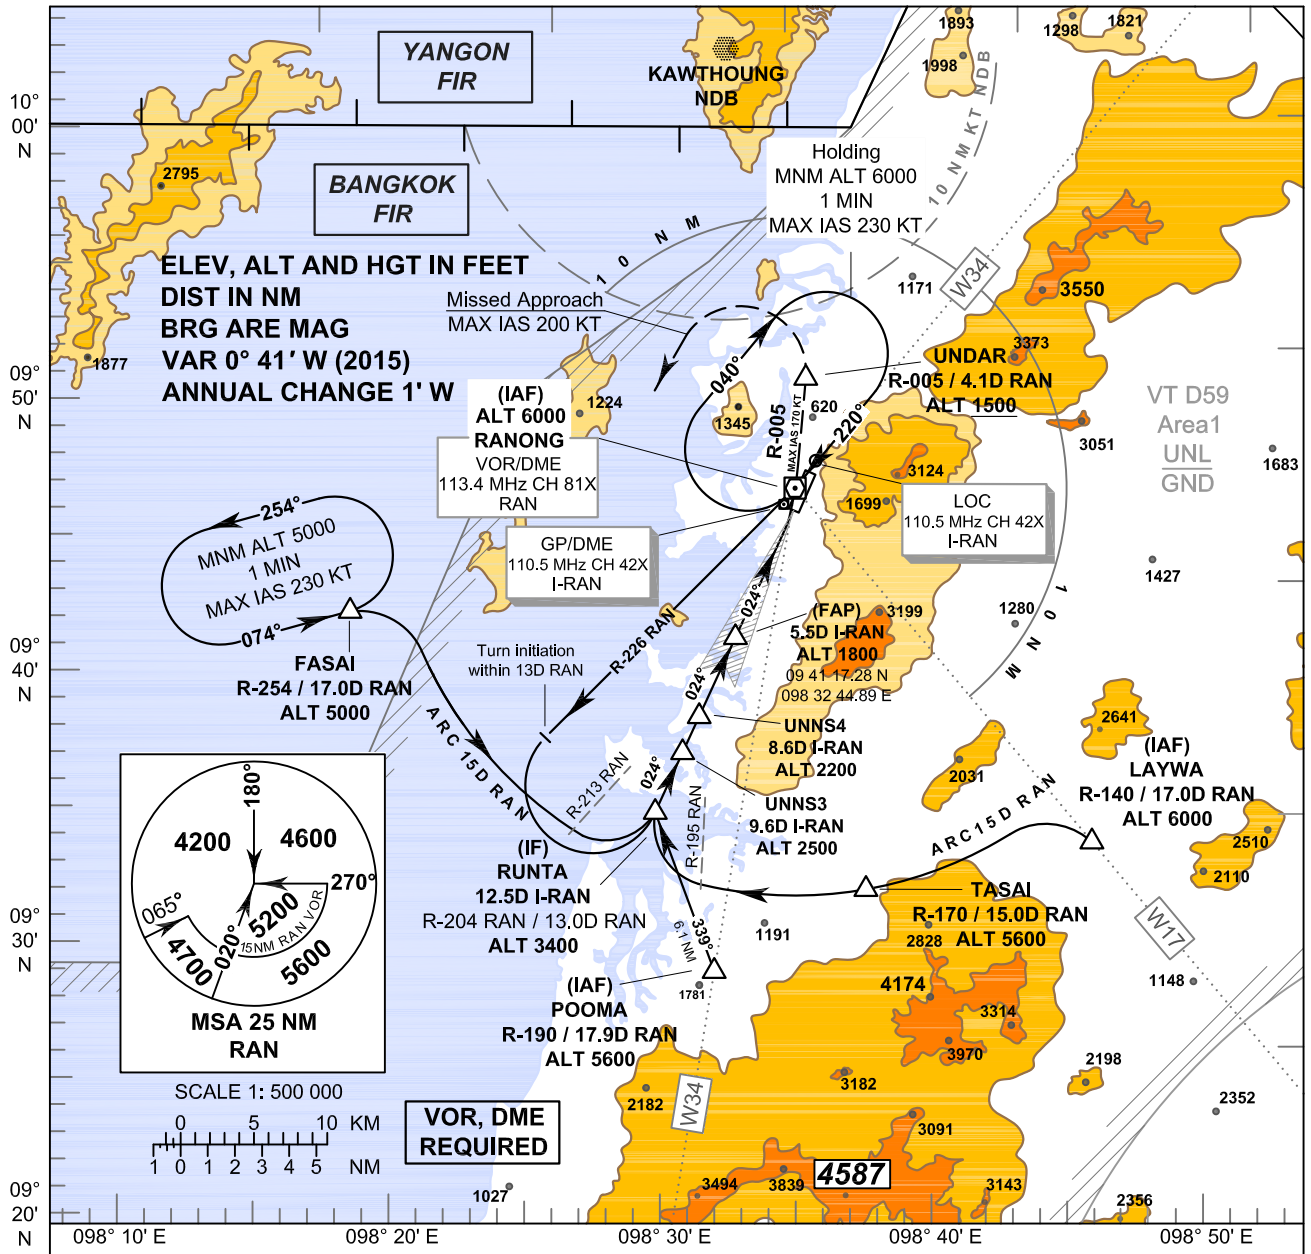 YANGON
FIR
KAWTHOUNG
NDB
1893
1998
1298
1821
10°
00'
N
2795
BANGKOK
FIR
Holding
MNM ALT 6000
1 MIN
MAX IAS 230 KT
10 NM KT NDB
10 NM
ELEV, ALT AND HGT IN FEET
DIST IN NM
BRG ARE MAG
VAR 0° 41' W (2015)
ANNUAL CHANGE 1' W
Missed Approach
MAX IAS 200 KT
1171
W34
3550
3373
1877
09°
50'
N
(IAF)
ALT 6000
RANONG
VOR/DME
113.4 MHz CH 81X
RAN
1224
040°
1345
R-005
MAX IAS 170 KT
620
220°
UNDAR
R-005 / 4.1D RAN
ALT 1500
3051
VT D59
Area1
UNL
GND
1683
3124
1699
LOC
110.5 MHz CH 42X
I-RAN
GP/DME
110.5 MHz CH 42X
I-RAN
254°
MNM ALT 5000
1 MIN
MAX IAS 230 KT
074°
1427
1280
10 NM
024°
(FAP)
5.5D I-RAN
ALT 1800
09 41 17.28 N
098 32 44.89 E
3199
R-226 RAN
Turn initiation
within 13D RAN
09°
40'
N
FASAI
R-254 / 17.0D RAN
ALT 5000
ARC 15D RAN
024°
UNNS4
8.6D I-RAN
ALT 2200
2641
2031
(IAF)
LAYWA
R-140 / 17.0D RAN
ALT 6000
R-213 RAN
024°
UNNS3
9.6D I-RAN
ALT 2500
R-195 RAN
ARC 15D RAN
2510
2110
180°
4200
4600
270°
065°
5200
15NM RAN VOR
020°
4700
5600
MSA 25 NM
RAN
(IF)
RUNTA
12.5D I-RAN
R-204 RAN / 13.0D RAN
ALT 3400
09°
30'
N
339°
6.1 NM
1191
TASAI
R-170 / 15.0D RAN
ALT 5600
2828
W17
1148
(IAF)
POOMA
R-190 / 17.9D RAN
ALT 5600
1781
4174
3314
3970
2198
3182
2352
2182
W34
3091
SCALE 1: 500 000
0 5 10 KM
1 0 1 2 3 4 5 NM
VOR, DME
REQUIRED
4587
3494
3839
3143
2356
1027
09°
20'
N
098° 10' E
098° 20' E
098° 30' E
098° 40' E
098° 50' E